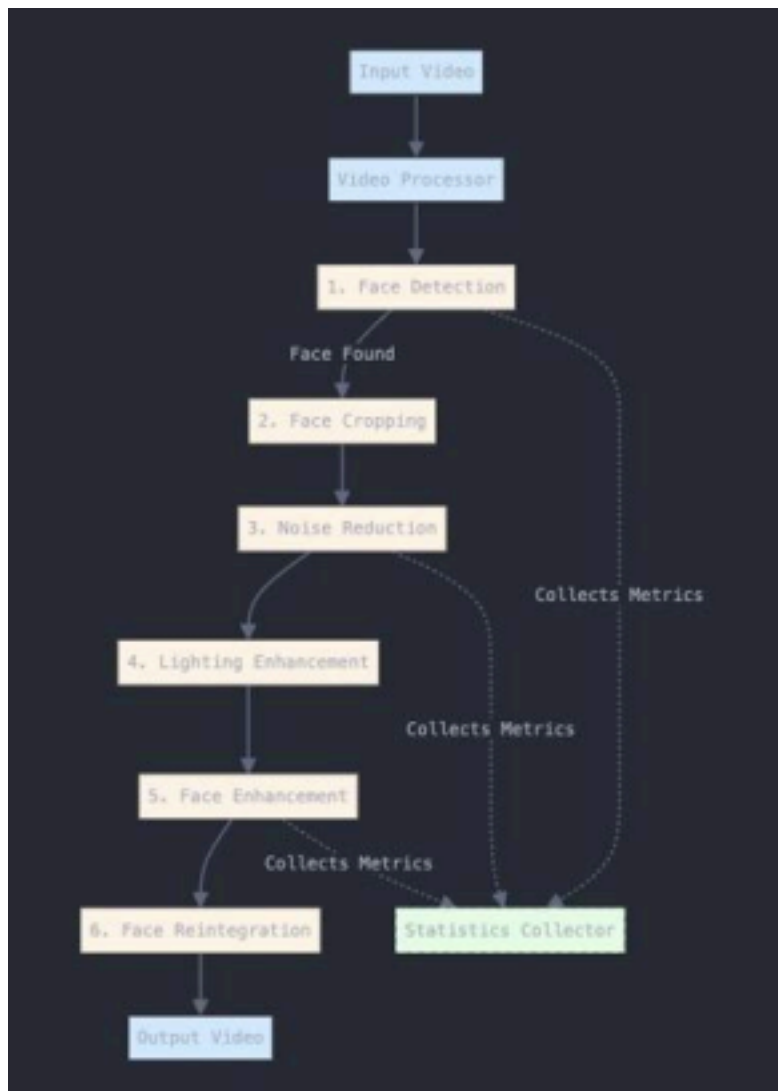 Input Video
Video Processor
1. Face Detection
Face Found
2. Face Cropping
3. Noise Reduction
Collects Metrics
4. Lighting Enhancement
Collects Metrics
5. Face Enhancement
Collects Metrics
6. Face Reintegration
Statistics Collector
Output Video